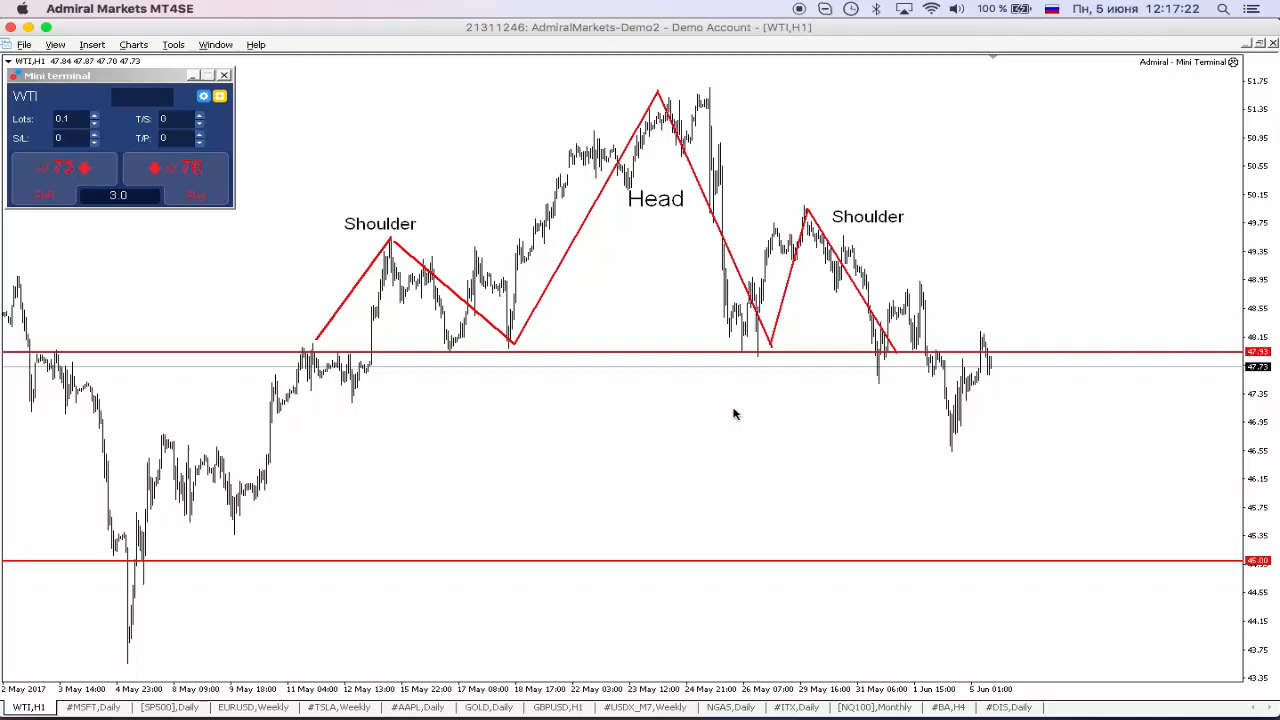 Admiral Markets MT4SE
100 %
Пн, 5 июня 12:17:22
21311246: AdmiralMarkets-Demo2 - Demo Account - [WTI,H1]
File View Insert Charts Tools Window Help
WTI,H1 47.84 47.87 47.70 47.73
Admiral - Mini Terminal
Mini terminal
WTI
Lots: 0.1 T/S: 0
S/L: 0 T/P: 0
73 76
3.0
Shoulder
Head
Shoulder
51.75
51.35
50.95
50.55
50.15
49.75
49.35
48.95
48.55
48.15
47.93
47.73
47.35
46.95
46.55
46.15
45.75
45.35
45.00
44.55
44.15
43.75
43.35
2 May 2017 3 May 14:00 4 May 23:00 8 May 09:00 9 May 18:00 11 May 04:00 12 May 13:00 15 May 22:00 17 May 08:00 18 May 17:00 22 May 03:00 23 May 12:00 24 May 21:00 26 May 07:00 29 May 16:00 31 May 06:00 1 Jun 15:00 5 Jun 01:00
WTI,H1 #MSFT,Daily [SP500],Daily EURUSD,Weekly #TSLA,Weekly #AAPL,Daily GOLD,Daily GBPUSD,H1 #USDX_M7,Weekly NGAS,Daily #ITX,Daily [NQ100],Monthly #BA,H4 #DIS,Daily